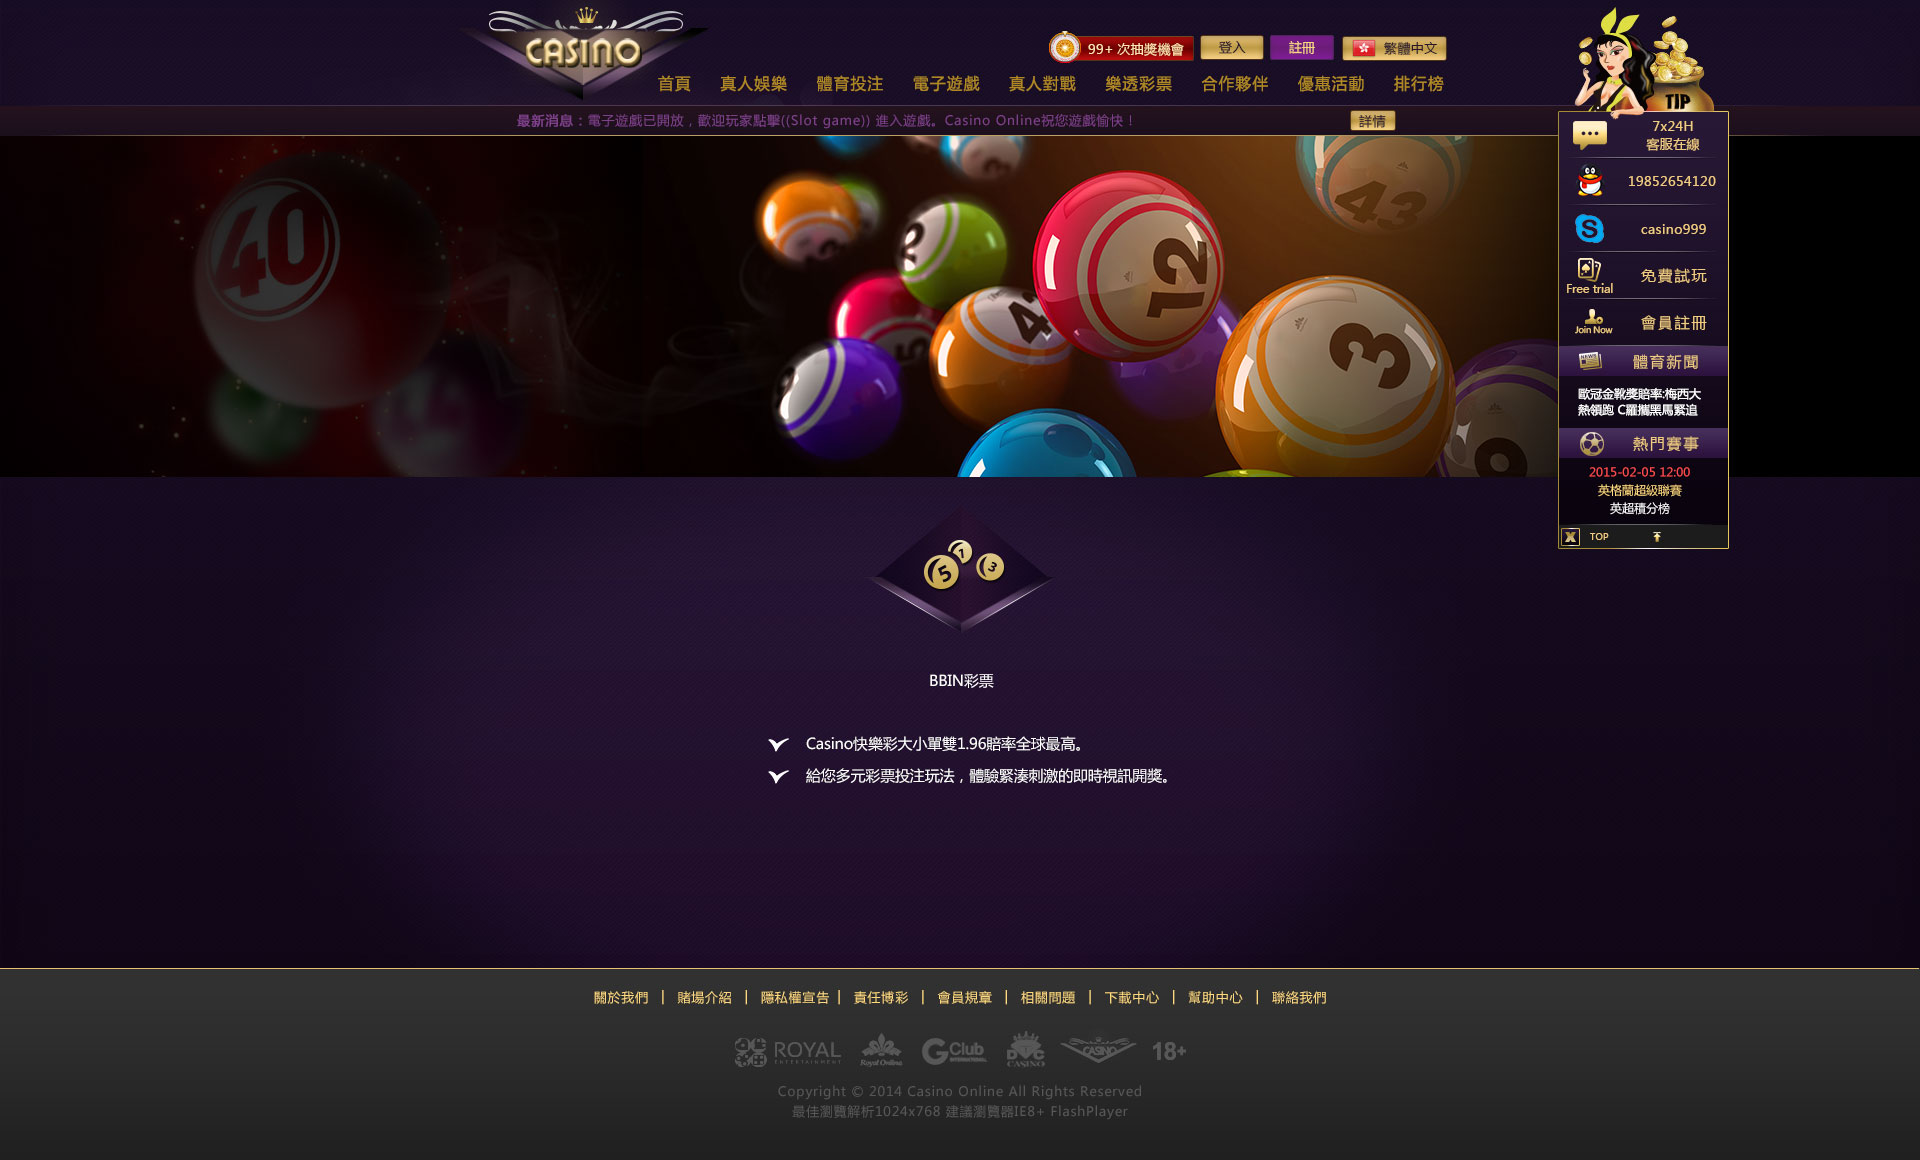 CASINO
99+ 次抽獎機會
登入
註冊
繁體中文
首頁 真人娛樂 體育投注 電子遊戲 真人對戰 樂透彩票 合作夥伴 優惠活動 排行榜
TIP
最新消息：電子遊戲已開放，歡迎玩家點擊((Slot game)) 進入遊戲。Casino Online祝您遊戲愉快！
詳情
7x24H
客服在線
19852654120
casino999
Free trial
免費試玩
Join Now
會員註冊
NEWS
體育新聞
歐冠金靴獎賠率:梅西大
熱領跑 C羅攜黑馬緊追
熱門賽事
2015-02-05 12:00
英格蘭超級聯賽
英超積分榜
X TOP
40
43
2
12
4
5
3
9
7
5
3
BBIN彩票
Casino快樂彩大小單雙1.96賠率全球最高。
給您多元彩票投注玩法，體驗緊湊刺激的即時視訊開獎。
關於我們 | 賭場介紹 | 隱私權宣告 | 責任博彩 | 會員規章 | 相關問題 | 下載中心 | 幫助中心 | 聯絡我們
ROYAL
ENTERTAINMENT
Royal Online
GClub
CASINO
CASINO
18+
Copyright © 2014 Casino Online All Rights Reserved
最佳瀏覽解析1024x768 建議瀏覽器IE8+ FlashPlayer